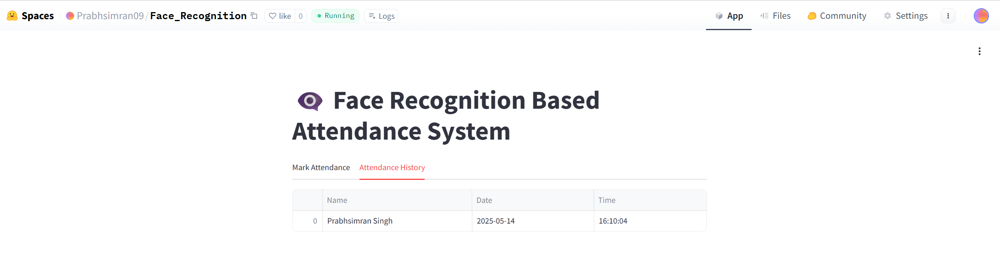 Spaces Prabhsimran09/Face_Recognition like 0 Running Logs App Files Community Settings
Face Recognition Based
Attendance System
Mark Attendance Attendance History
Name Date Time
0 Prabhsimran Singh 2025-05-14 16:10:04